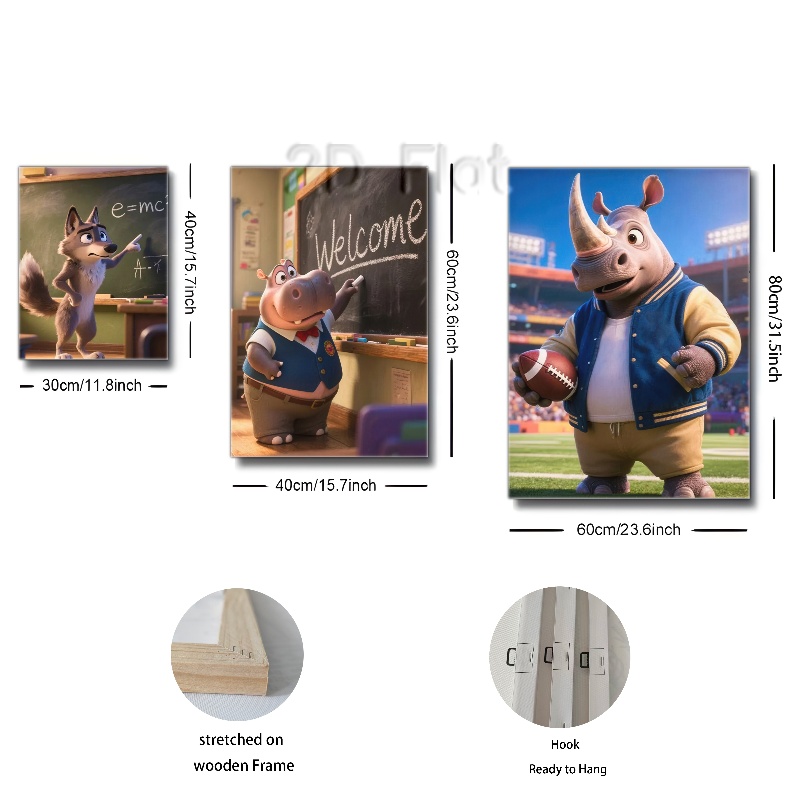 2D Flat
e=mc²
A-T
40cm/15.7inch
30cm/11.8inch
Welcome
60cm/23.6inch
40cm/15.7inch
80cm/31.5inch
60cm/23.6inch
stretched on
wooden Frame
Hook
Ready to Hang